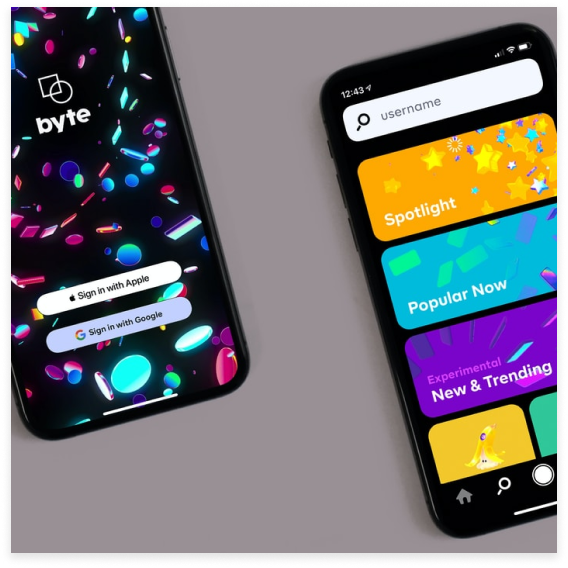 byte
Sign in with Apple
Sign in with Google
12:43
username
Spotlight
Popular Now
Experimental
New & Trending